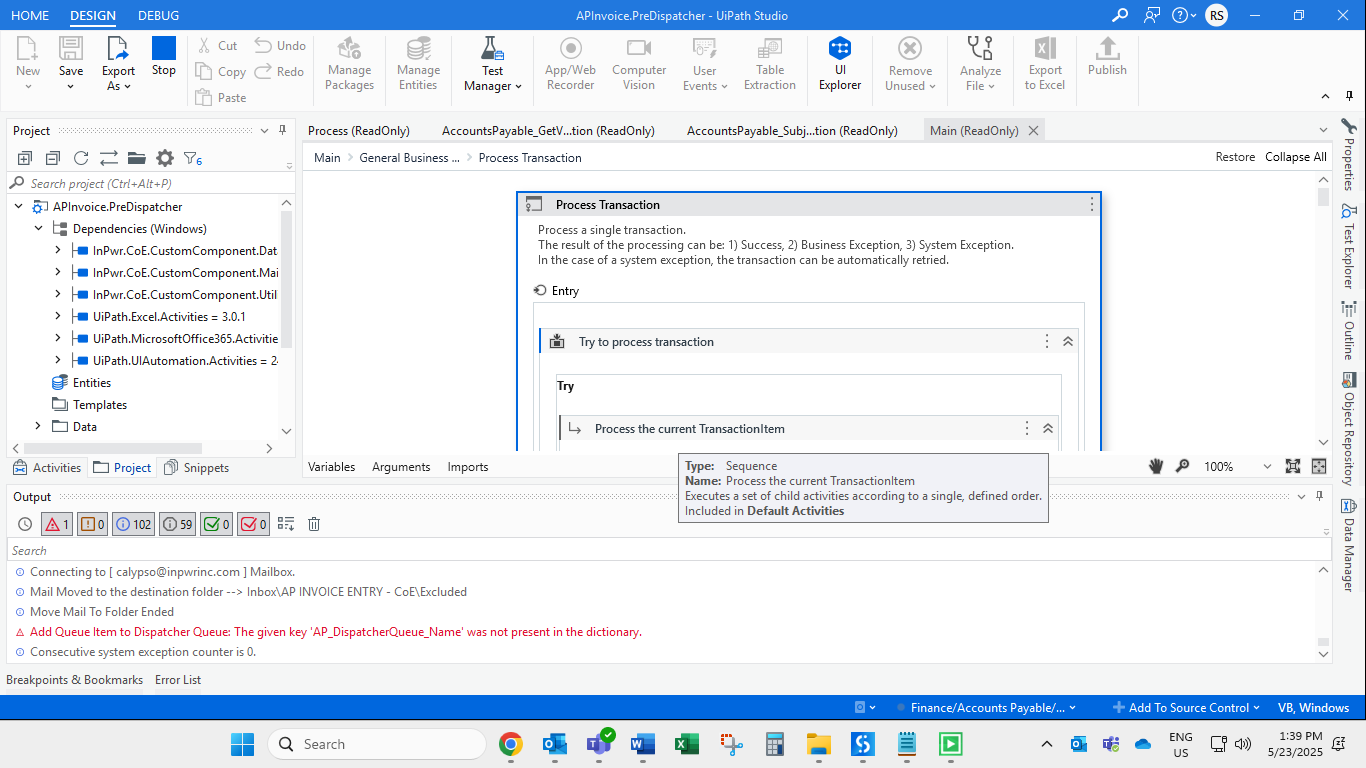 HOME DESIGN DEBUG APInvoice.PreDispatcher - UiPath Studio RS
New Save Export As Stop Cut Copy Paste Undo Redo Manage Packages Manage Entities Test Manager App/Web Recorder Computer Vision User Events Table Extraction UI Explorer Remove Unused Analyze File Export to Excel Publish
Project
Process (ReadOnly) AccountsPayable_GetV...tion (ReadOnly) AccountsPayable_Subj...tion (ReadOnly) Main (ReadOnly)
6
Main General Business ... Process Transaction Restore Collapse All
Search project (Ctrl+Alt+P)
APInvoice.PreDispatcher
Dependencies (Windows)
InPwr.CoE.CustomComponent.Dat
InPwr.CoE.CustomComponent.Mai
InPwr.CoE.CustomComponent.Util
UiPath.Excel.Activities = 3.0.1
UiPath.MicrosoftOffice365.Activitie
UiPath.UIAutomation.Activities = 2
Entities
Templates
Data
Activities Project Snippets
Process Transaction
Process a single transaction.
The result of the processing can be: 1) Success, 2) Business Exception, 3) System Exception.
In the case of a system exception, the transaction can be automatically retried.
Entry
Try to process transaction
Try
Process the current TransactionItem
Variables Arguments Imports 100%
Type: Sequence
Name: Process the current TransactionItem
Executes a set of child activities according to a single, defined order.
Included in Default Activities
Properties
Test Explorer
Outline
Object Repository
Data Manager
Output
1 0 102 59 0 0
Search
Connecting to [ calypso@inpwrinc.com ] Mailbox.
Mail Moved to the destination folder --> Inbox\AP INVOICE ENTRY - CoE\Excluded
Move Mail To Folder Ended
Add Queue Item to Dispatcher Queue: The given key 'AP_DispatcherQueue_Name' was not present in the dictionary.
Consecutive system exception counter is 0.
Breakpoints & Bookmarks Error List
Finance/Accounts Payable/... Add To Source Control VB, Windows
Search
ENG
US
1:39 PM
5/23/2025